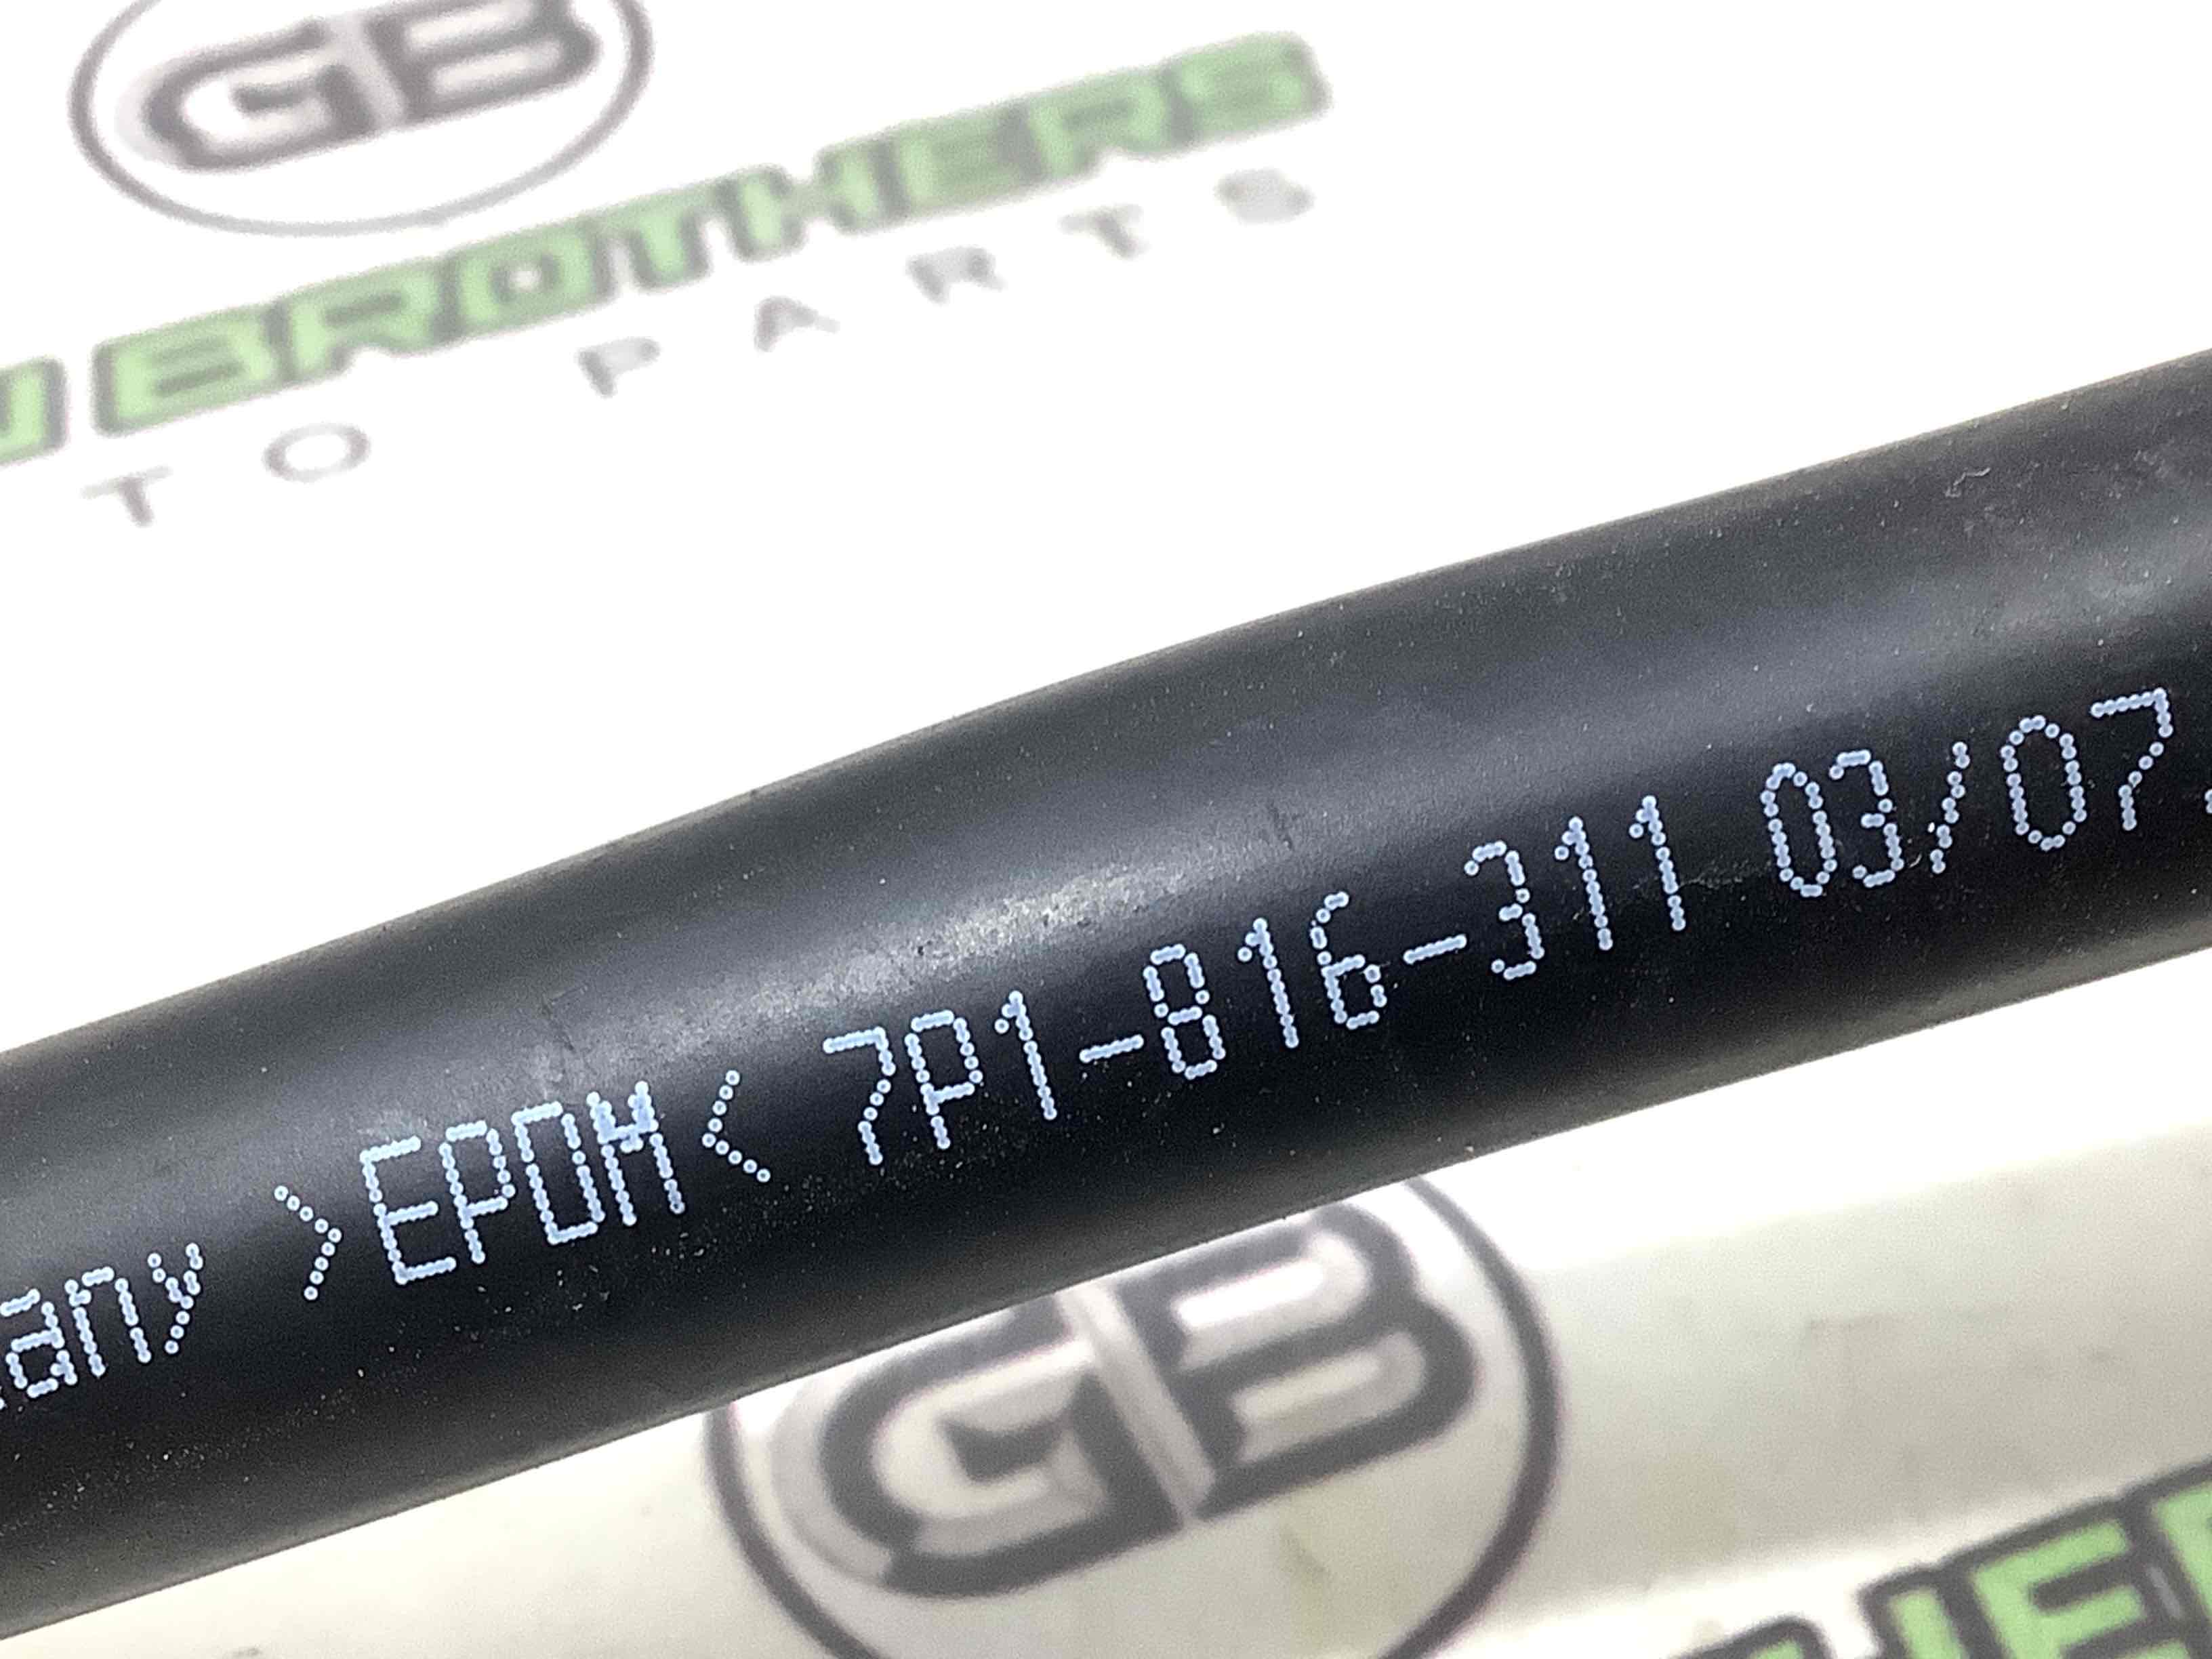 GB
BROTHERS
TO PARTS
any >EPDM< 7P1-816-311 03/07
GB